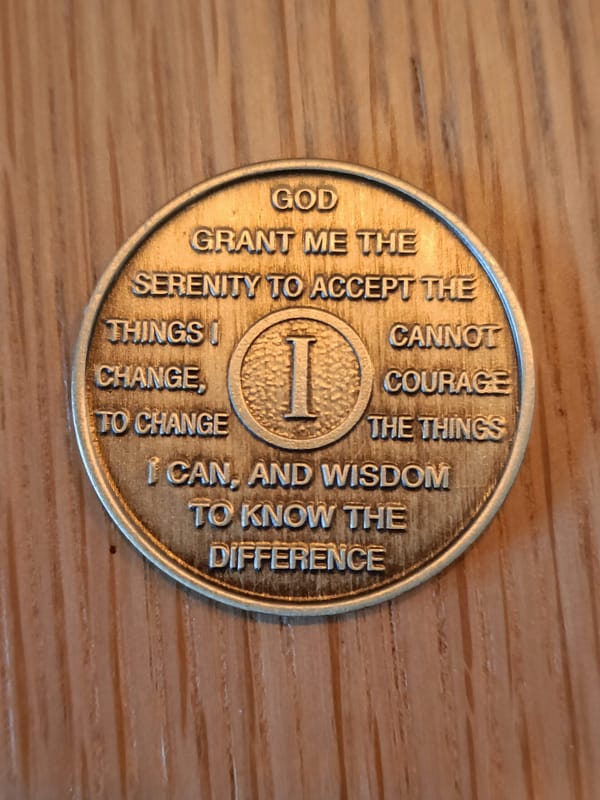 GOD
GRANT ME THE
SERENITY TO ACCEPT THE
THINGS I CANNOT
CHANGE, COURAGE
TO CHANGE THE THINGS
I CAN, AND WISDOM
TO KNOW THE
DIFFERENCE
I